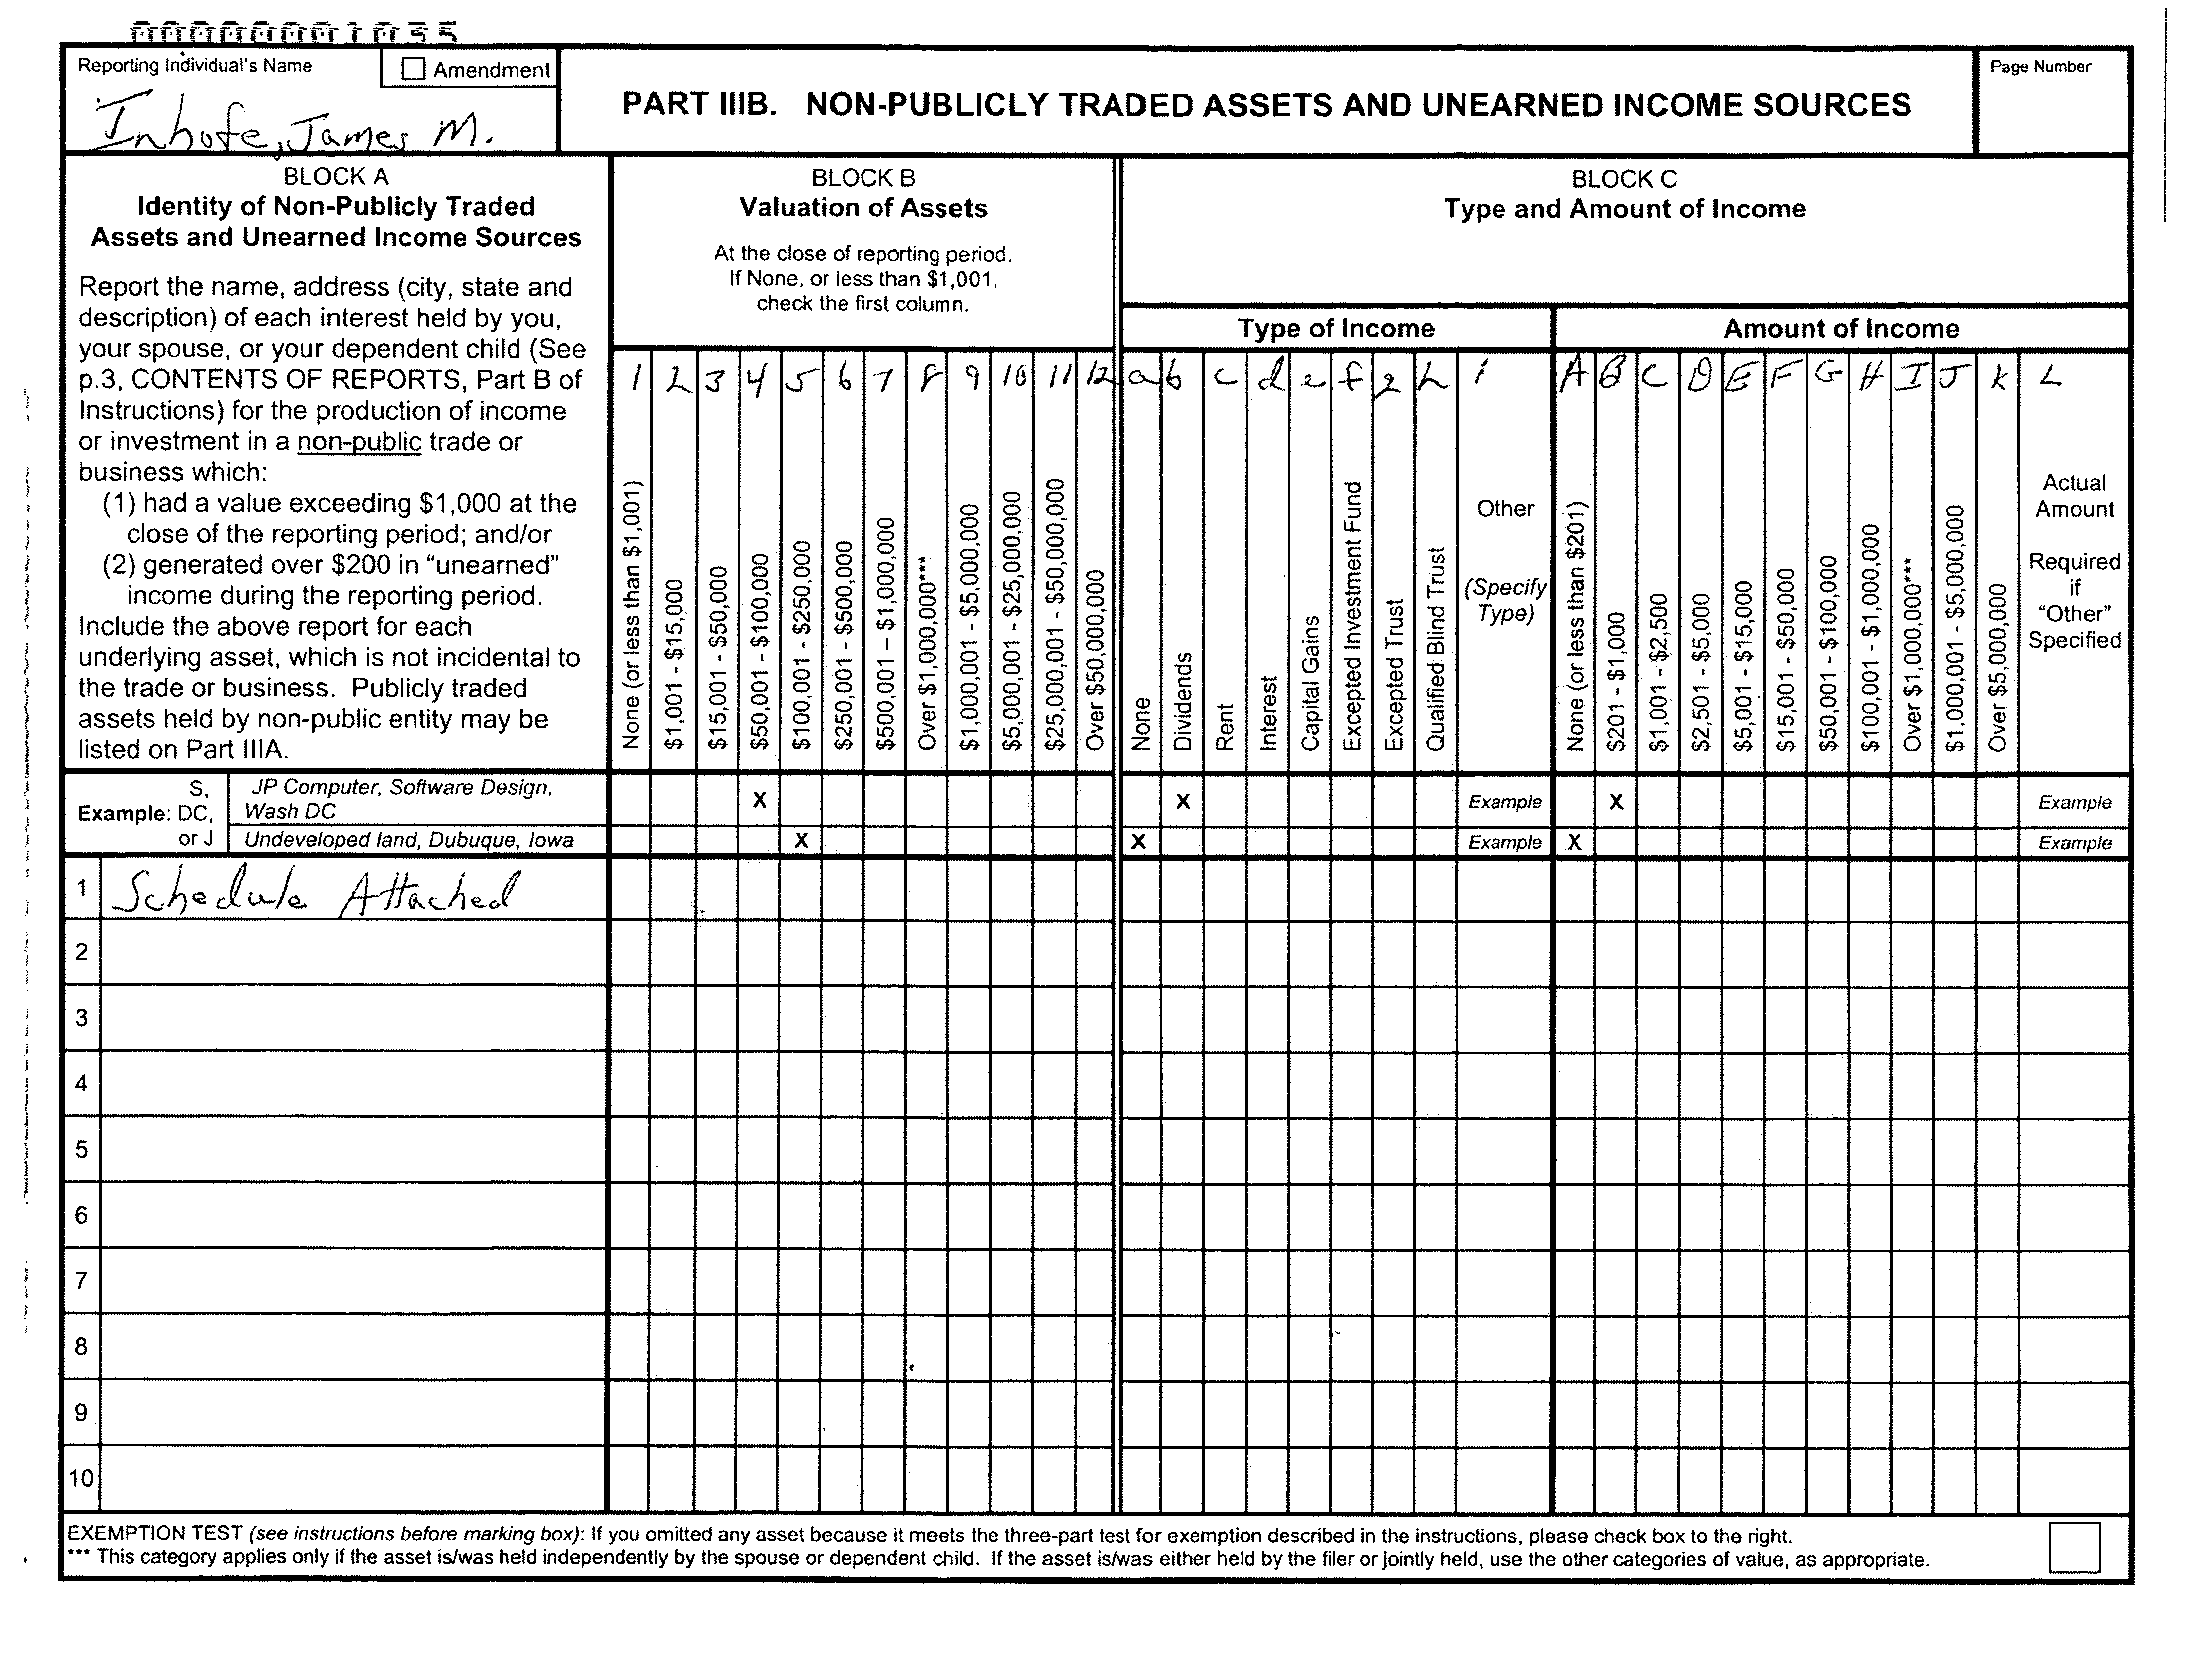 0000000 1 0 5 5
Reporting Individual's Name
Amendment
Inhofe, James M.
PART IIIB. NON-PUBLICLY TRADED ASSETS AND UNEARNED INCOME SOURCES
Page Number
BLOCK A
Identity of Non-Publicly Traded
Assets and Unearned Income Sources
Report the name, address (city, state and
description) of each interest held by you,
your spouse, or your dependent child (See
p.3, CONTENTS OF REPORTS, Part B of
Instructions) for the production of income
or investment in a non-public trade or
business which:
(1) had a value exceeding $1,000 at the
close of the reporting period; and/or
(2) generated over $200 in “unearned”
income during the reporting period.
Include the above report for each
underlying asset, which is not incidental to
the trade or business. Publicly traded
assets held by non-public entity may be
listed on Part IIIA.
BLOCK B
Valuation of Assets
At the close of reporting period.
If None, or less than $1,001,
check the first column.
1 2 3 4 5 6 7 8 9 10 11 12
None (or less than $1,001)
$1,001 - $15,000
$15,001 - $50,000
$50,001 - $100,000
$100,001 - $250,000
$250,001 - $500,000
$500,001 – $1,000,000
Over $1,000,000***
$1,000,001 - $5,000,000
$5,000,001 - $25,000,000
$25,000,001 - $50,000,000
Over $50,000,000
BLOCK C
Type and Amount of Income
Type of Income
a b c d e f g h i
None
Dividends
Rent
Interest
Capital Gains
Excepted Investment Fund
Excepted Trust
Qualified Blind Trust
Other
(Specify
Type)
Amount of Income
A B C D E F G H I J K L
None (or less than $201)
$201 - $1,000
$1,001 - $2,500
$2,501 - $5,000
$5,001 - $15,000
$15,001 - $50,000
$50,001 - $100,000
$100,001 - $1,000,000
Over $1,000,000***
$1,000,001 - $5,000,000
Over $5,000,000
Actual
Amount
Required
if
“Other”
Specified
Example: S, DC, or J
JP Computer, Software Design,
Wash DC
X X Example X Example
Undeveloped land, Dubuque, Iowa X X Example X Example
1 Schedule Attached
2
3
4
5
6
7
8
9
10
EXEMPTION TEST (see instructions before marking box): If you omitted any asset because it meets the three-part test for exemption described in the instructions, please check box to the right.
*** This category applies only if the asset is/was held independently by the spouse or dependent child. If the asset is/was either held by the filer or jointly held, use the other categories of value, as appropriate.